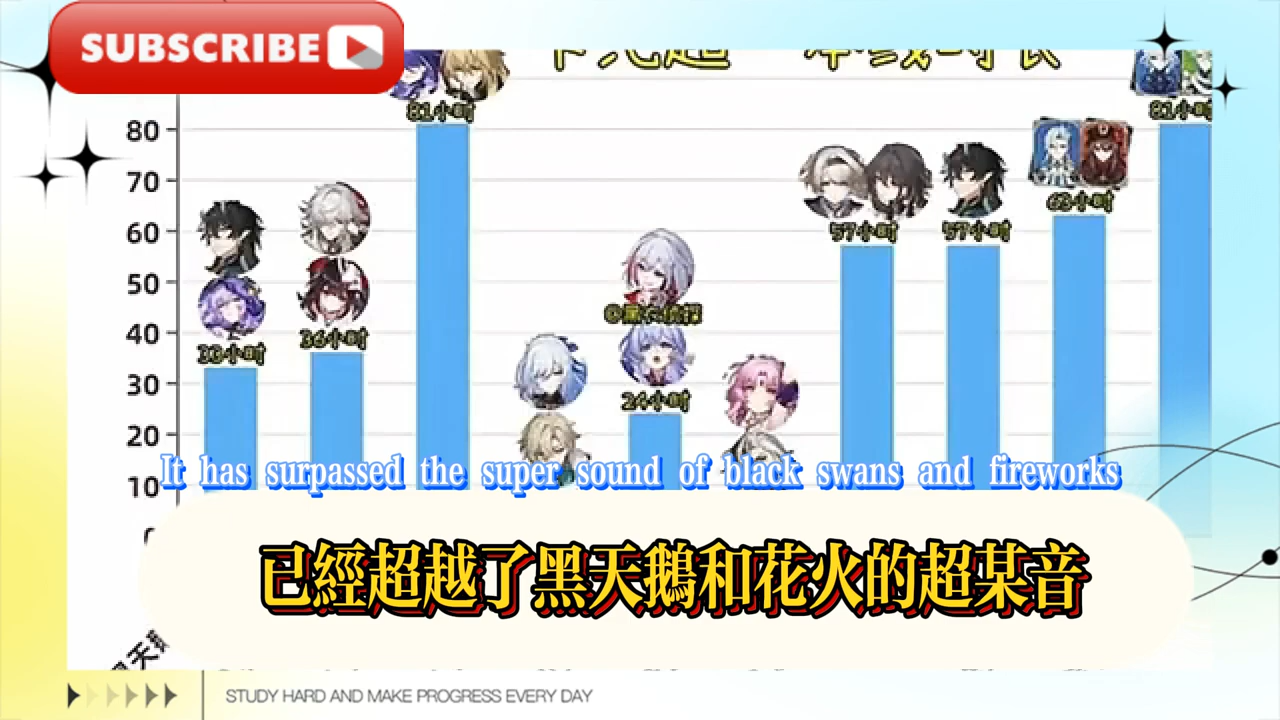 SUBSCRIBE
81小时
81小时
80
70
63小时
60
57小时
57小时
50
40
36小时
33小时
30
24小时
20
10
It has surpassed the super sound of black swans and fireworks
已經超越了黑天鵝和花火的超某音
STUDY HARD AND MAKE PROGRESS EVERY DAY